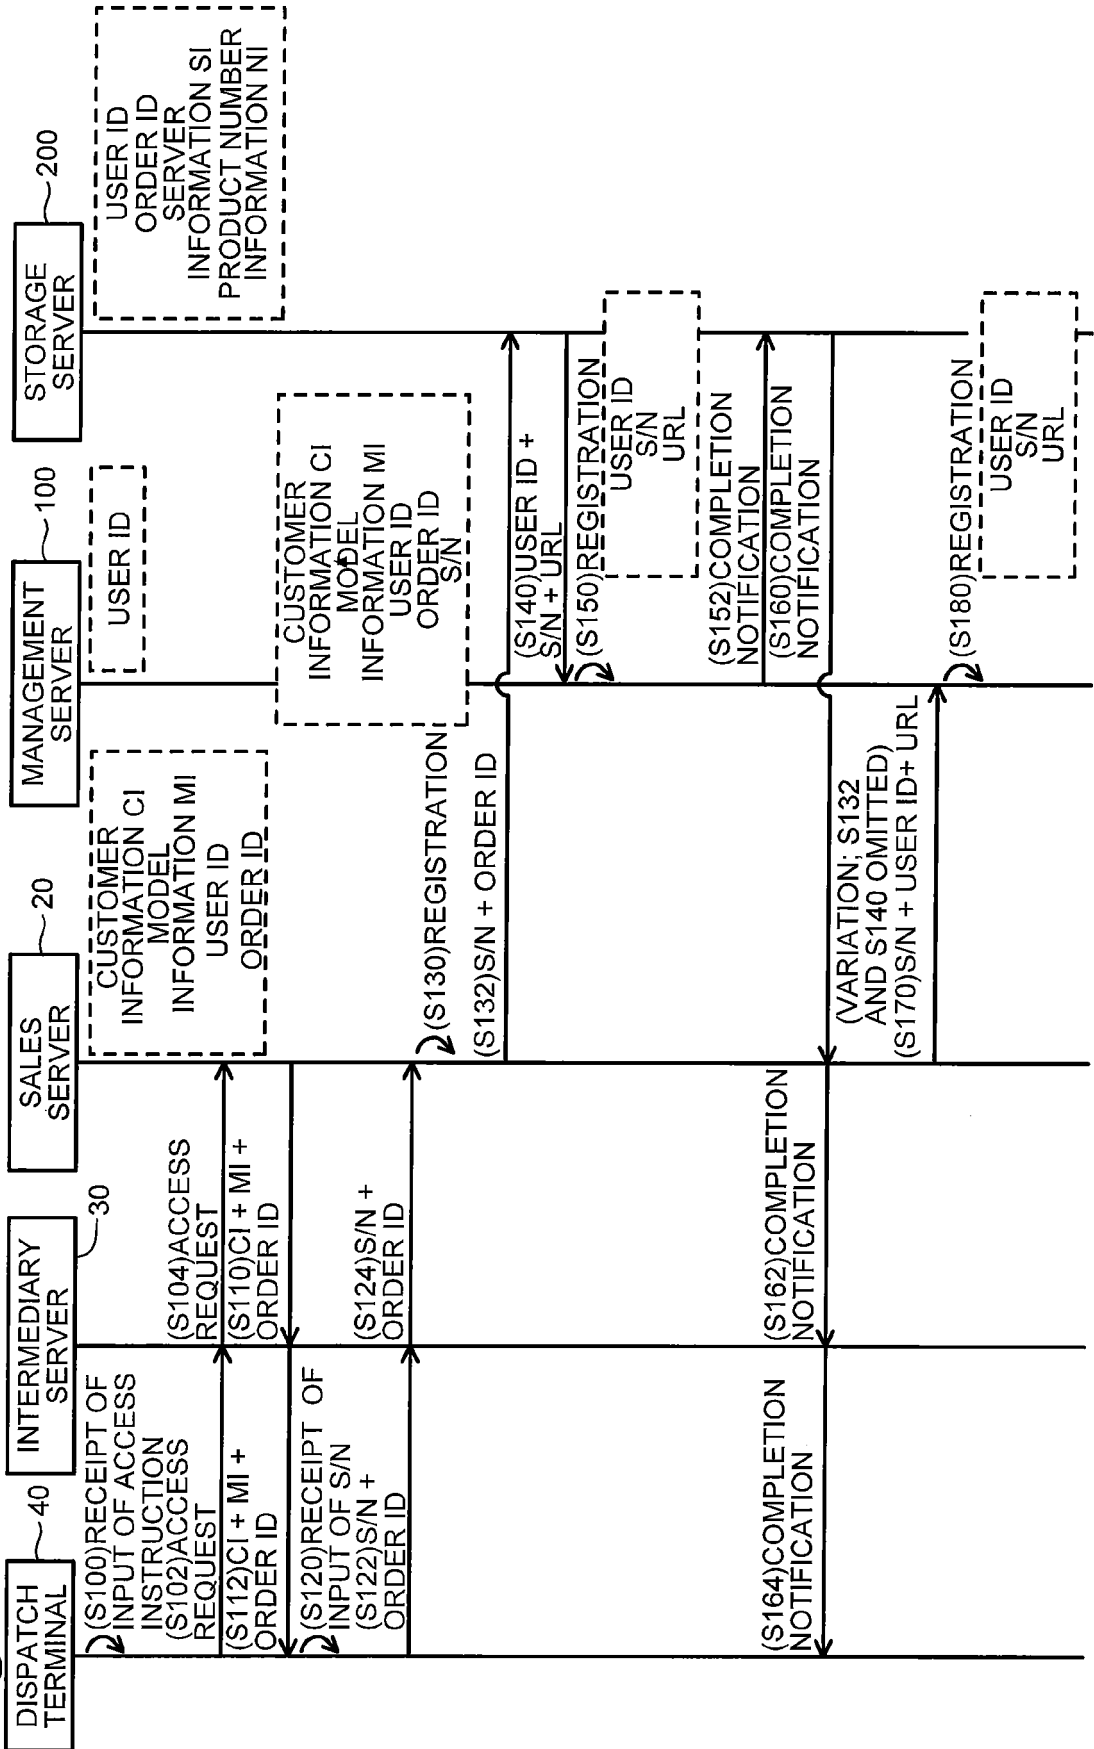 DISPATCH
TERMINAL
40
INTERMEDIARY
SERVER
30
SALES
SERVER
20
MANAGEMENT
SERVER
100
STORAGE
SERVER
200
CUSTOMER
INFORMATION CI
MODEL
INFORMATION MI
USER ID
ORDER ID
USER ID
USER ID
ORDER ID
SERVER
INFORMATION SI
PRODUCT NUMBER
INFORMATION NI
(S100)RECEIPT OF
INPUT OF ACCESS
INSTRUCTION
(S102)ACCESS
REQUEST
(S104)ACCESS
REQUEST
(S110)CI + MI +
ORDER ID
(S112)CI + MI +
ORDER ID
(S120)RECEIPT OF
INPUT OF S/N
(S122)S/N +
ORDER ID
(S124)S/N +
ORDER ID
CUSTOMER
INFORMATION CI
MODEL
INFORMATION MI
USER ID
ORDER ID
S/N
(S130)REGISTRATION
(S132)S/N + ORDER ID
(S140)USER ID +
S/N + URL
(S150)REGISTRATION
USER ID
S/N
URL
(S152)COMPLETION
NOTIFICATION
(S160)COMPLETION
NOTIFICATION
(S162)COMPLETION
NOTIFICATION
(S164)COMPLETION
NOTIFICATION
(VARIATION; S132
AND S140 OMITTED)
(S170)S/N + USER ID+ URL
(S180)REGISTRATION
USER ID
S/N
URL